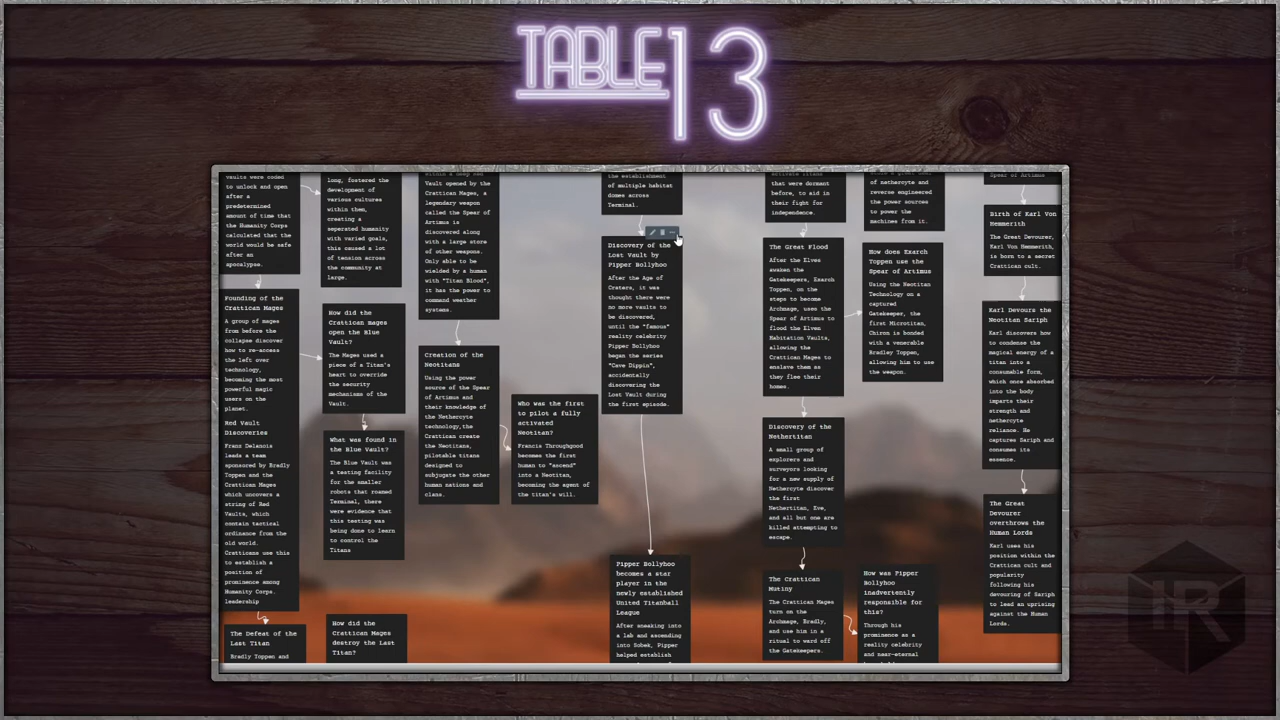 TABLE 13
vaults were coded
to unlock and open
after a
predetermined
amount of time that
the Humanity Corps
calculated that the
world would be safe
after an
apocalypse.
Founding of the
Crattican Mages
A group of mages
from before the
collapse discover
how to re-access
the left over
technology,
becoming the most
powerful magic
users on the
planet.
Red Vault
Discoveries
Franz Delanois
leads a team
sponsored by Bradly
Toppen and the
Crattican Mages
which uncovers a
string of Red
Vaults, which
contain tactical
ordinance from the
old world.
Cratticans use this
to establish a
position of
prominence among
Humanity Corps.
leadership
The Defeat of the
Last Titan
Bradly Toppen and
long, fostered the
development of
various cultures
within them,
creating a
seperated humanity
with varied goals,
this caused a lot
of tension across
the community at
large.
How did the
Crattican mages
open the Blue
Vault?
The Mages used a
piece of a Titan's
heart to override
the security
mechanisms of the
Vault.
What was found in
the Blue Vault?
The Blue Vault was
a testing facility
for the smaller
robots that roamed
Terminal, there
were evidence that
this testing was
being done to learn
to control the
Titans
How did the
Crattican Mages
destroy the Last
Titan?
within a deep Red
Vault opened by the
Crattican Mages, a
legendary weapon
called the Spear of
Artimus is
discovered along
with a large store
of other weapons.
Only able to be
wielded by a human
with "Titan Blood",
it has the power to
command weather
systems.
Creation of the
Neotitans
Using the power
source of the Spear
of Artimus and
their knowledge of
the Nethercyte
technology,the
Crattican create
the Neotitans,
pilotable titans
designed to
subjugate the other
human nations and
clans.
Who was the first
to pilot a fully
activated
Neotitan?
Francis Throughgood
becomes the first
human to "ascend"
into a Neotitan,
becoming the agent of
the titan's will.
the establishment
of multiple habitat
domes across
Terminal.
Discovery of the
Lost Vault by
Pipper Bollyhoo
After the Age of
Craters, it was
thought there were
no more vaults to
be discovered,
until the "famous"
reality celebrity
Pipper Bollyhoo
began the series
"Cave Dippin",
accidentally
discovering the
Lost Vault during
the first episode.
Pipper Bollyhoo
becomes a star
player in the
newly established
United Titanball
League
After sneaking into
a lab and ascending
into Sobek, Pipper
helped establish
activate titans
that were dormant
before, to aid in
their fight for
independence.
The Great Flood
After the Elves
awaken the
Gatekeepers, Exarch
Toppen, on the
steps to become
Archmage, uses the
Spear of Artimus to
flood the Elven
Habitation Vaults,
allowing the
Crattican Mages to
enslave them as
they flee their
homes.
Discovery of the
Nethertitan
A small group of
explorers and
surveyors looking
for a new supply of
Nethercyte discover
the first
Nethertitan, Eve,
and all but one are
killed attempting to
escape.
The Crattican
Mutiny
The Crattican Mages
turn on the
Archmage, Bradly,
and use him in a
ritual to ward off
the Gatekeepers.
of nethercyte and
reverse engineered
the power sources
to power the
machines from it.
How does Exarch
Toppen use the
Spear of Artimus
Using the Neotitan
Technology on a
captured
Gatekeeper, the
first Microtitan,
Chiron is bonded
with a venerable
Bradley Toppen,
allowing him to use
the weapon.
How was Pipper
Bollyhoo
inadvertently
responsible for
this?
Through his
prominence as a
reality celebrity
and near-eternal
Spear of Artimus
Birth of Karl Von
Hemmerith
The Great Devourer,
Karl Von Hemmerith,
is born to a secret
Crattican cult.
Karl Devours the
Neotitan Sariph
Karl discovers how
to condense the
magical energy of a
titan into a
consumable form,
which once absorbed
into the body
imparts their
strength and
nethercyte
reliance. He
captures Sariph and
consumes its
essence.
The Great
Devourer
overthrows the
Human Lords
Karl uses his
position within the
Crattican cult and
popularity
following his
devouring of Sariph
to lead an uprising
against the Human
Lords.